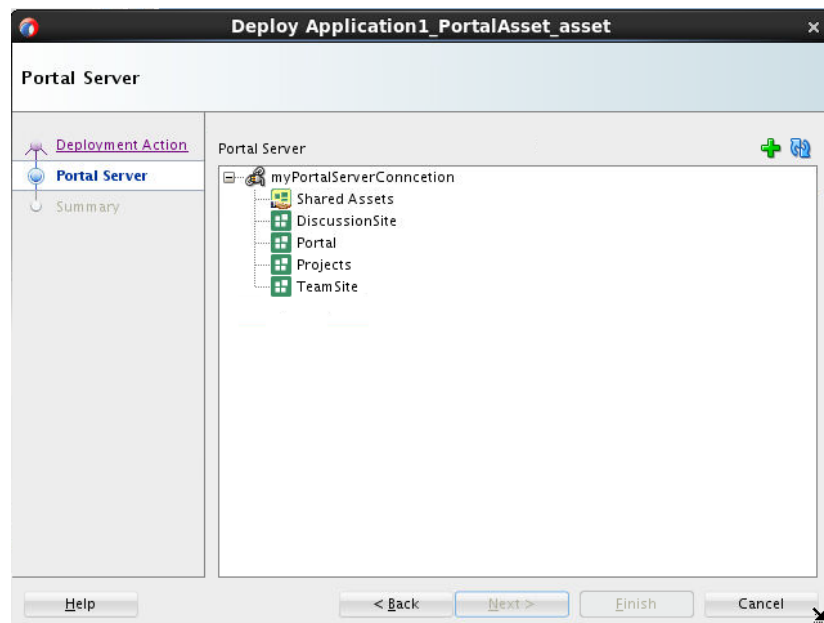 Deploy Application1_PortalAsset_asset
Portal Server
Deployment Action
Portal Server
Summary
Portal Server
myPortalServerConncetion
Shared Assets
DiscussionSite
Portal
Projects
TeamSite
Help
< Back
Next >
Finish
Cancel